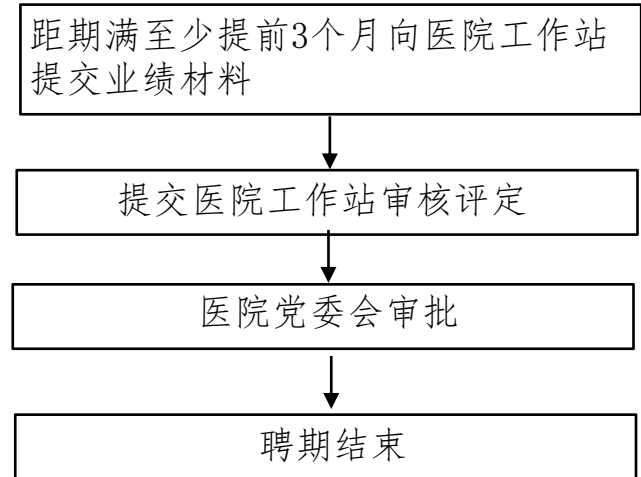 距期满至少提前3个月向医院工作站
提交业绩材料
提交医院工作站审核评定
医院党委会审批
聘期结束